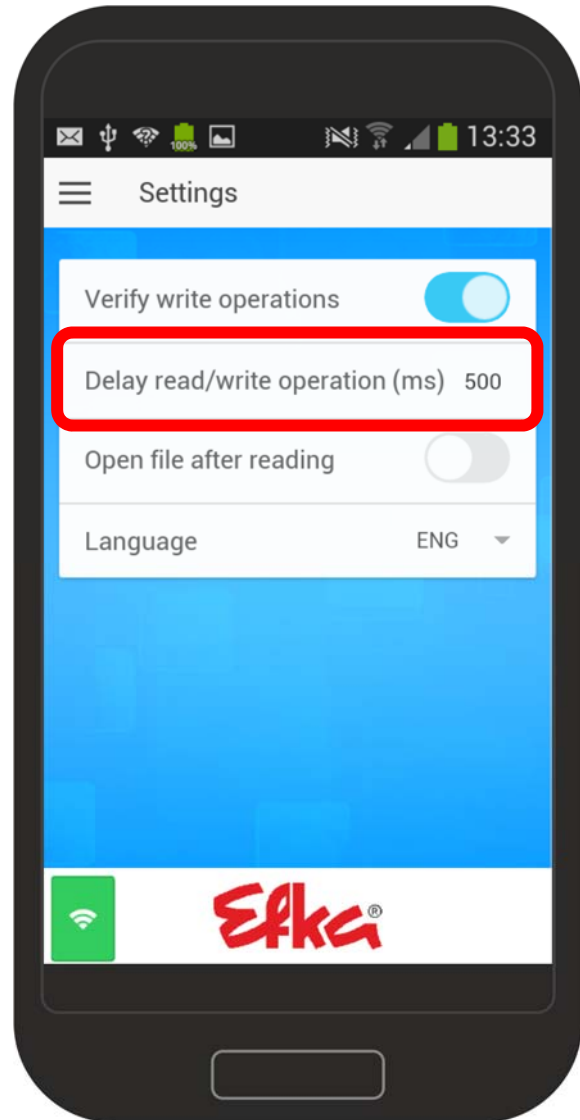 100% 13:33
Settings
Verify write operations
Delay read/write operation (ms) 500
Open file after reading
Language ENG
Efka®